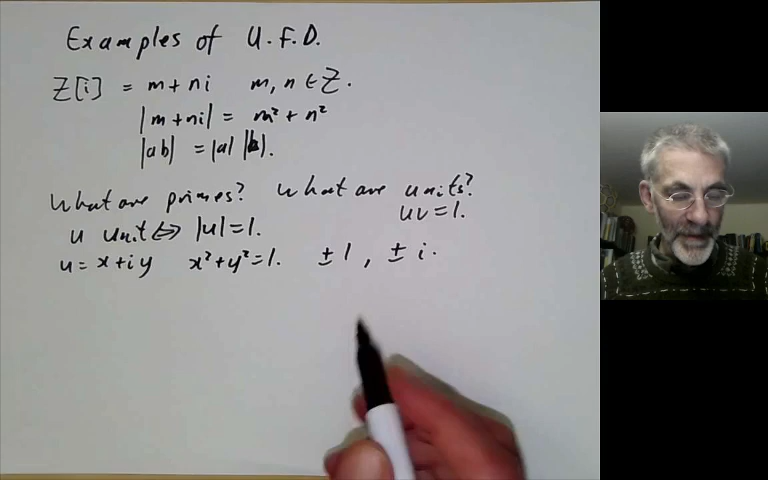 Examples of U.F.D.
Z[i] = m + ni   m, n ∈ Z.
|m + ni| = m² + n²
|ab| = |a| |b|.
What are primes?   What are units?
uv = 1.
u unit ⇔ |u| = 1.
u = x + iy   x² + y² = 1.   ± 1 , ± i.